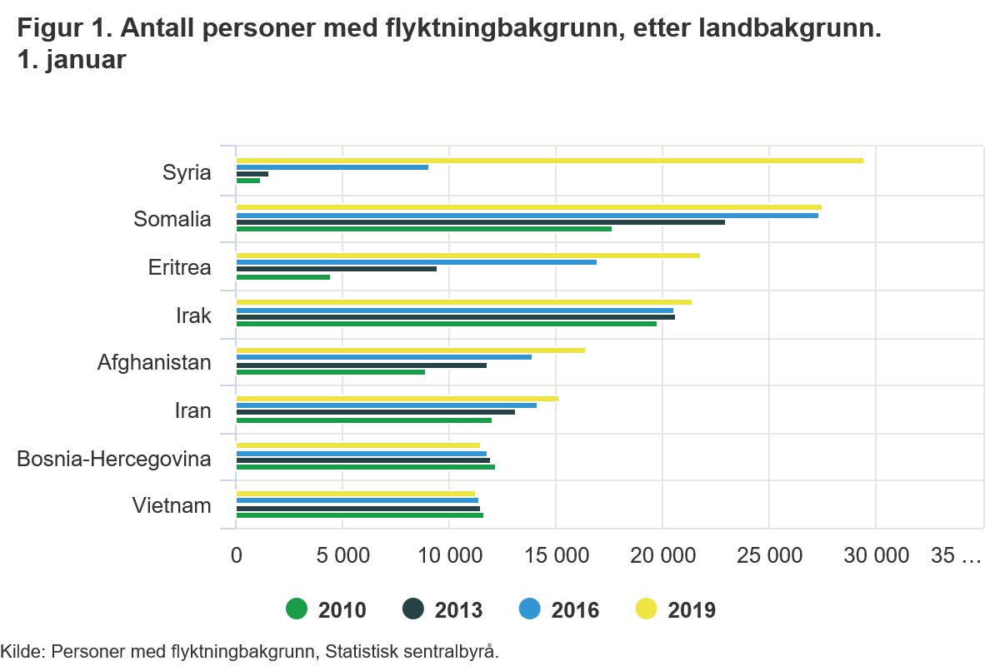 Figur 1. Antall personer med flyktningbakgrunn, etter landbakgrunn.
1. januar
Syria
Somalia
Eritrea
Irak
Afghanistan
Iran
Bosnia-Hercegovina
Vietnam
0 5 000 10 000 15 000 20 000 25 000 30 000 35 …
2010 2013 2016 2019
Kilde: Personer med flyktningbakgrunn, Statistisk sentralbyrå.